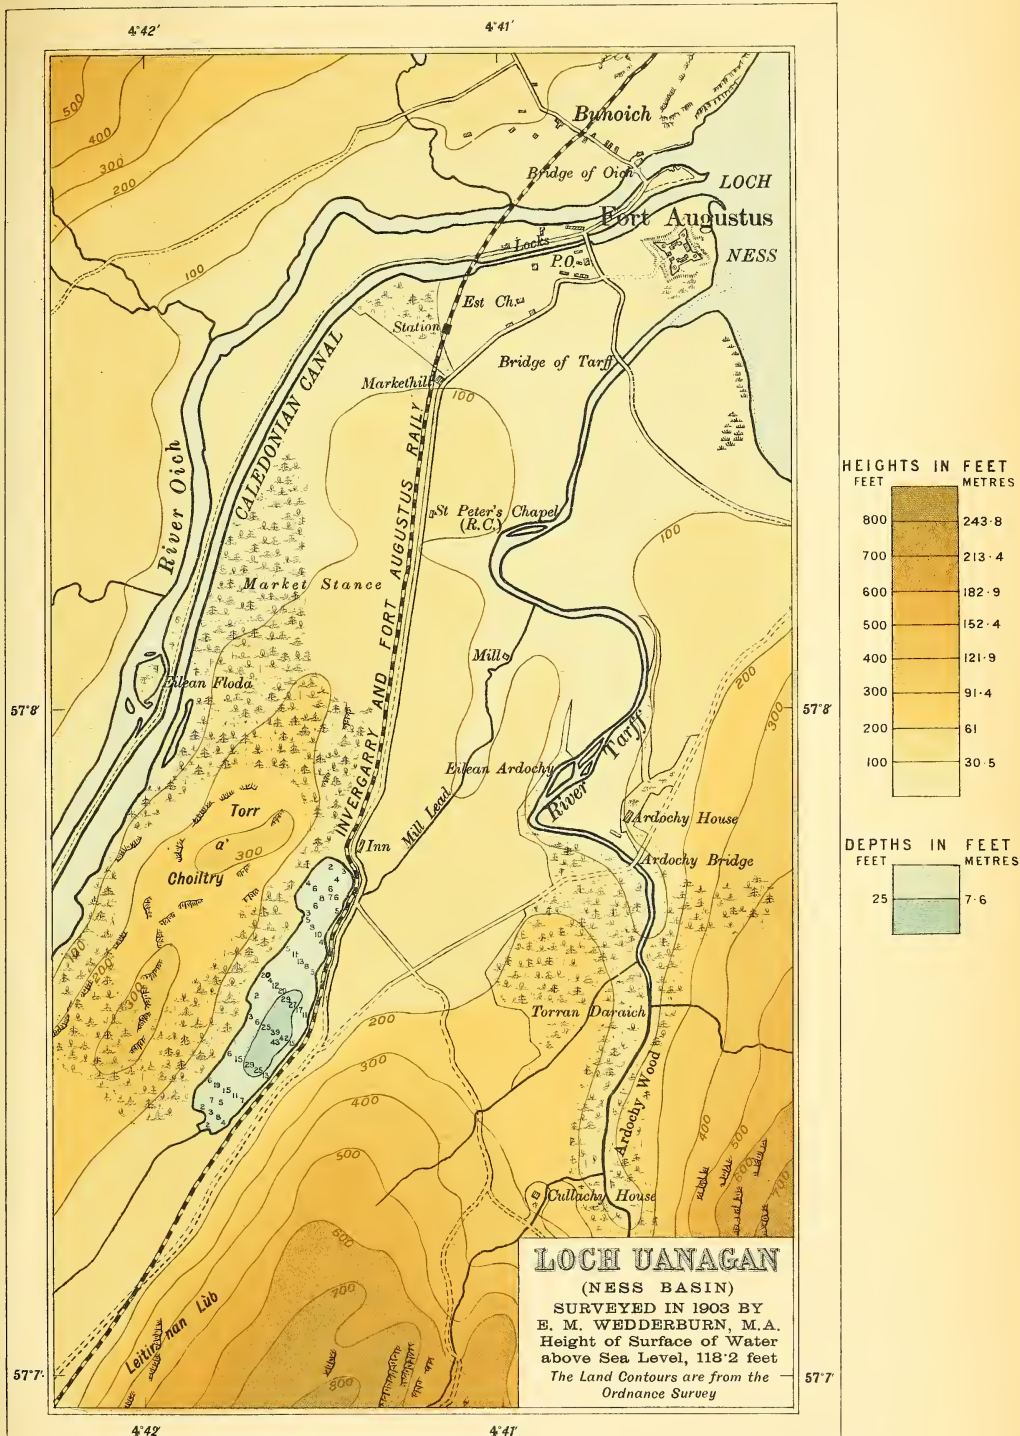 4°42' 4°41'
500
400
300
200
100
Bunoich
Bridge of Oich
LOCH
Fort Augustus
NESS
Locks
P.O.
Est Ch.
Station
Bridge of Tarff
Markethill
100
CALEDONIAN CANAL
River Oich
INVERGARRY AND FORT AUGUSTUS RAILY
St Peter's Chapel
(R.C.)
100
Market Stance
Mill
Eilean Floda
200
300
57°8' 57°8'
River Tarff
Eilean Ardochy
Mill Lead
Ardochy House
Torr
a'
Choiltry
300
Inn
Ardochy Bridge
100
200
300
Torran Daraich
200
300
400
500
Ardochy Wood
400
500
600
700
Cullachy House
600
700
800
Leitir nan Lùb
LOCH UANAGAN
(NESS BASIN)
SURVEYED IN 1903 BY
E. M. WEDDERBURN, M.A.
Height of Surface of Water
above Sea Level, 118·2 feet
The Land Contours are from the
Ordnance Survey
57°7' 57°7'
4°42' 4°41'
HEIGHTS IN FEET
FEET METRES
800 243·8
700 213·4
600 182·9
500 152·4
400 121·9
300 91·4
200 61
100 30·5
DEPTHS IN FEET
FEET METRES
25 7·6